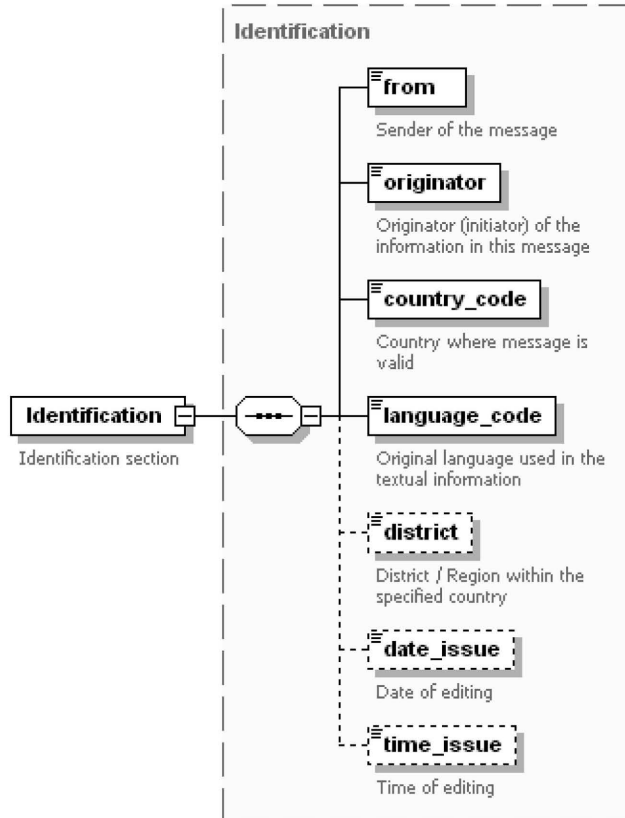 Identification
from
Sender of the message
originator
Originator (initiator) of the
information in this message
country_code
Country where message is
valid
Identification
Identification section
language_code
Original language used in the
textual information
district
District / Region within the
specified country
date_issue
Date of editing
time_issue
Time of editing